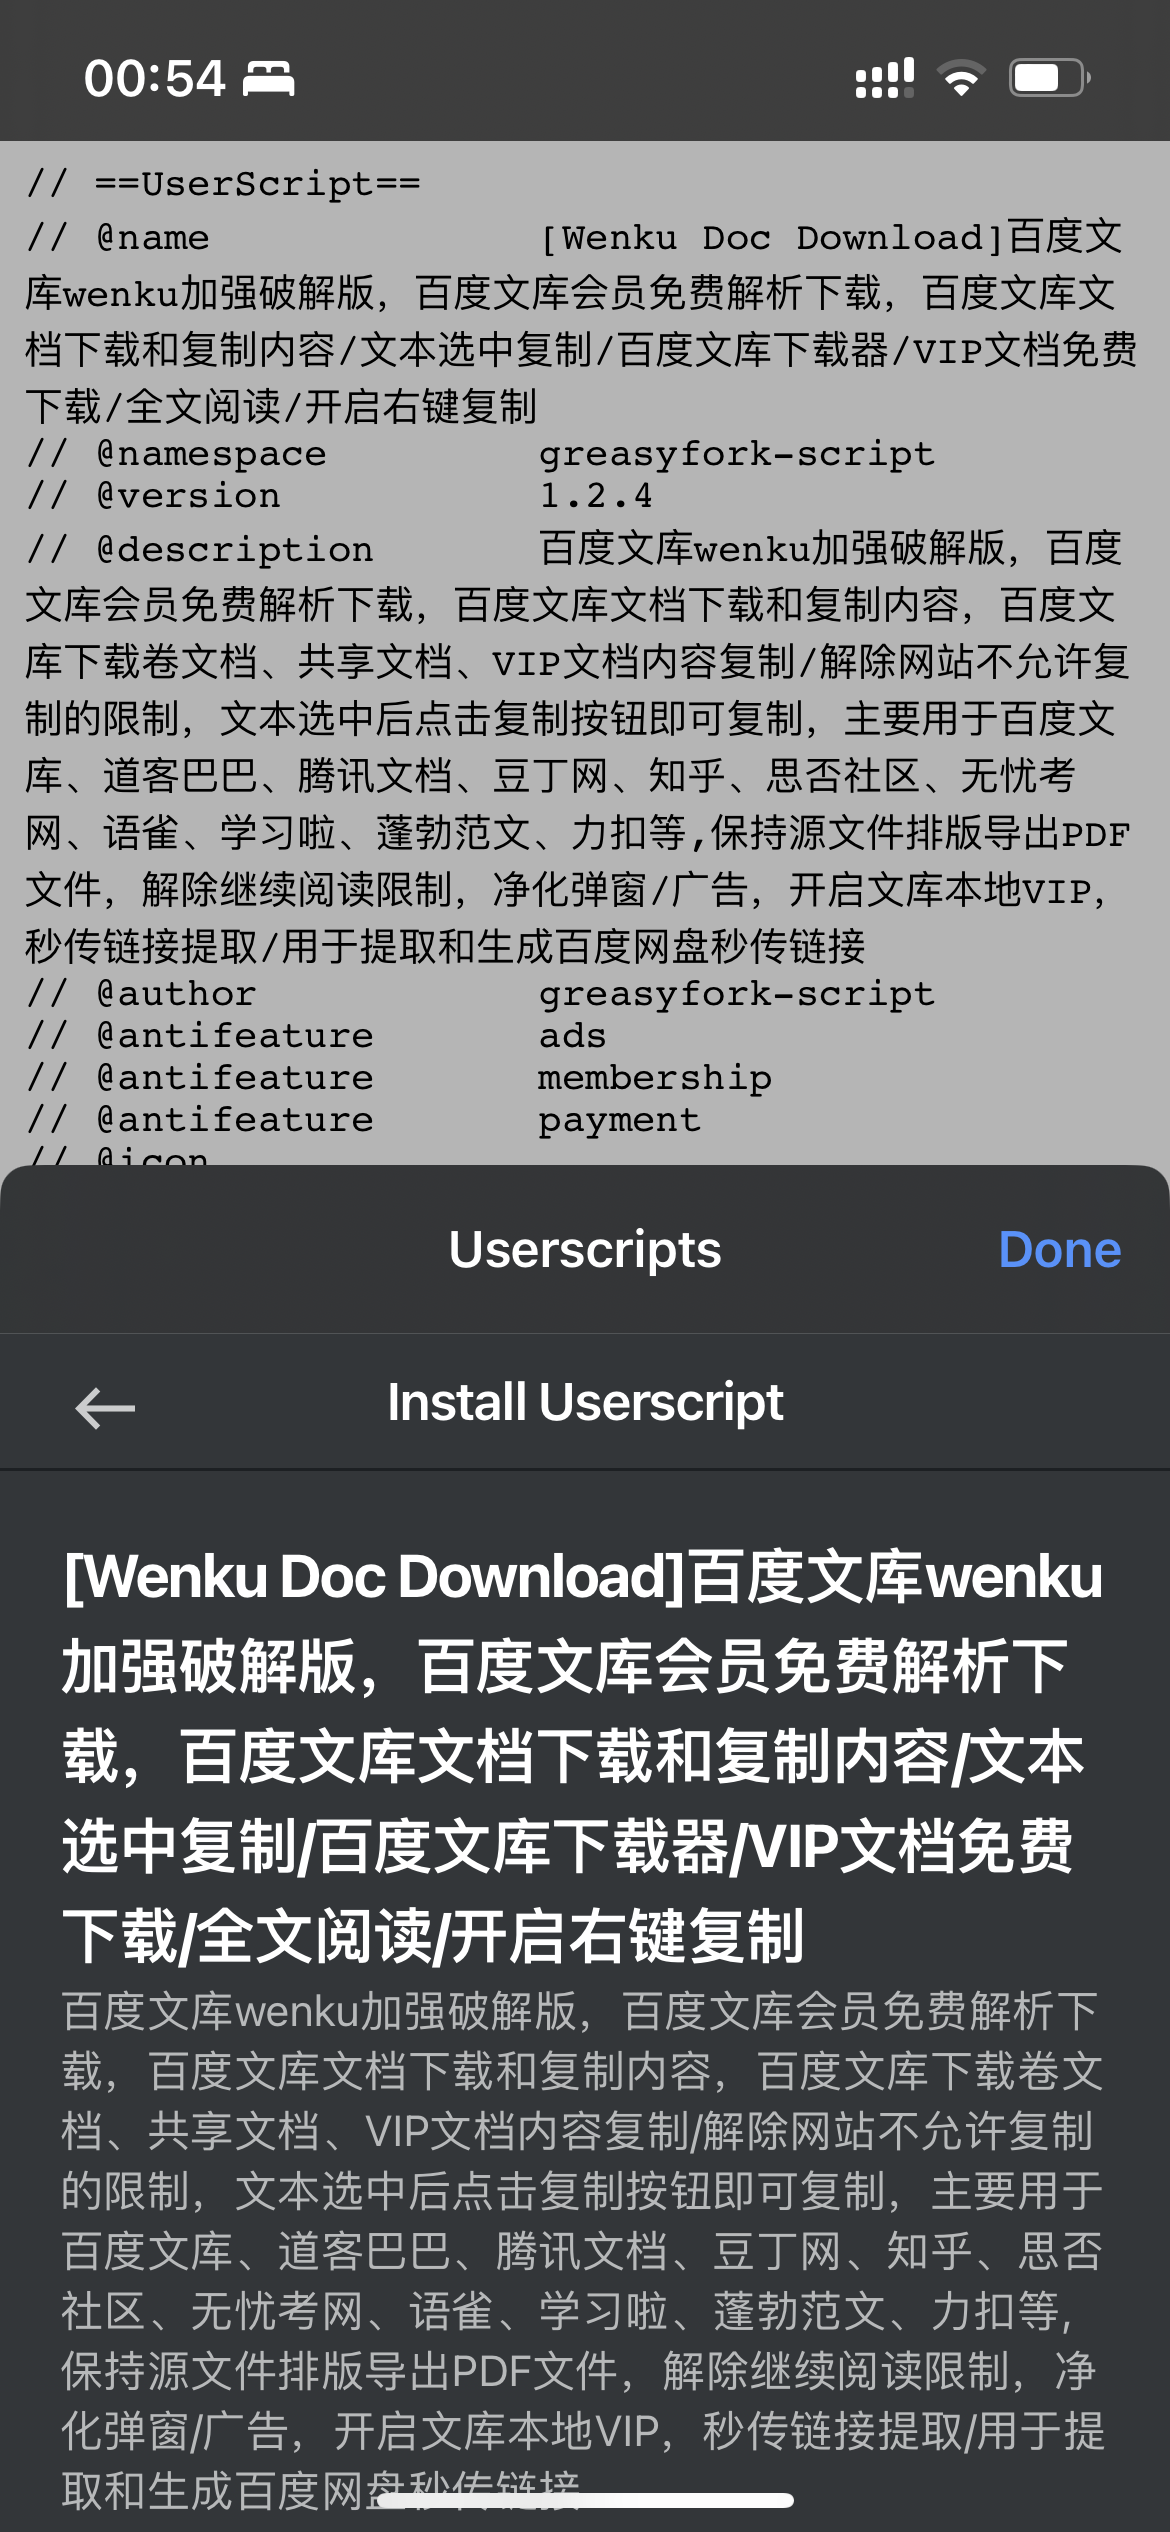 00:54
// ==UserScript==
// @name [Wenku Doc Download]百度文
库wenku加强破解版，百度文库会员免费解析下载，百度文库文
档下载和复制内容/文本选中复制/百度文库下载器/VIP文档免费
下载/全文阅读/开启右键复制
// @namespace greasyfork-script
// @version 1.2.4
// @description 百度文库wenku加强破解版，百度
文库会员免费解析下载，百度文库文档下载和复制内容，百度文
库下载卷文档、共享文档、VIP文档内容复制/解除网站不允许复
制的限制，文本选中后点击复制按钮即可复制，主要用于百度文
库、道客巴巴、腾讯文档、豆丁网、知乎、思否社区、无忧考
网、语雀、学习啦、蓬勃范文、力扣等,保持源文件排版导出PDF
文件，解除继续阅读限制，净化弹窗/广告，开启文库本地VIP，
秒传链接提取/用于提取和生成百度网盘秒传链接
// @author greasyfork-script
// @antifeature ads
// @antifeature membership
// @antifeature payment
// @icon
Userscripts
Done
Install Userscript
[Wenku Doc Download]百度文库wenku
加强破解版，百度文库会员免费解析下
载，百度文库文档下载和复制内容/文本
选中复制/百度文库下载器/VIP文档免费
下载/全文阅读/开启右键复制
百度文库wenku加强破解版，百度文库会员免费解析下
载，百度文库文档下载和复制内容，百度文库下载卷文
档、共享文档、VIP文档内容复制/解除网站不允许复制
的限制，文本选中后点击复制按钮即可复制，主要用于
百度文库、道客巴巴、腾讯文档、豆丁网、知乎、思否
社区、无忧考网、语雀、学习啦、蓬勃范文、力扣等,
保持源文件排版导出PDF文件，解除继续阅读限制，净
化弹窗/广告，开启文库本地VIP，秒传链接提取/用于提
取和生成百度网盘秒传链接